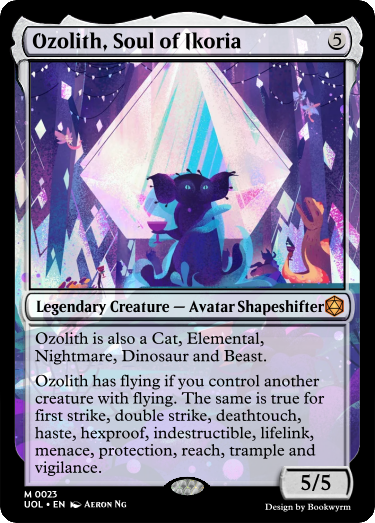 Ozolith, Soul of Ikoria 5
Legendary Creature — Avatar Shapeshifter
Ozolith is also a Cat, Elemental,
Nightmare, Dinosaur and Beast.
Ozolith has flying if you control another
creature with flying. The same is true for
first strike, double strike, deathtouch,
haste, hexproof, indestructible, lifelink,
menace, protection, reach, trample and
vigilance.
5/5
M 0023
UOL • EN Aeron Ng
Design by Bookwyrm